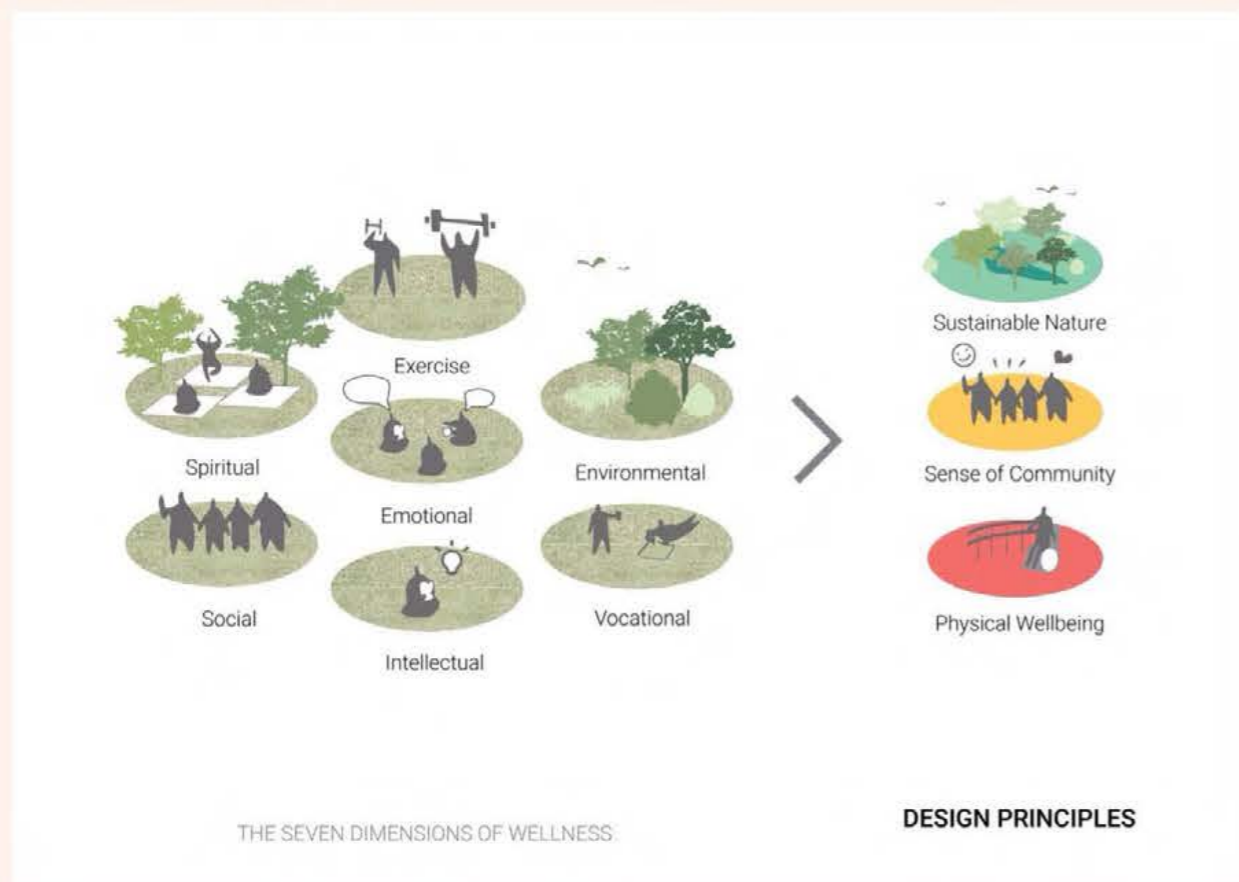 Exercise
Spiritual
Emotional
Environmental
Social
Intellectual
Vocational
Sustainable Nature
Sense of Community
Physical Wellbeing
THE SEVEN DIMENSIONS OF WELLNESS
DESIGN PRINCIPLES